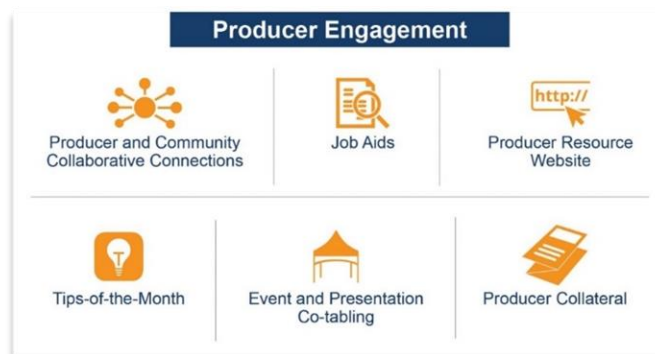 Producer Engagement
http://
Producer and Community
Collaborative Connections
Job Aids
Producer Resource
Website
Tips-of-the-Month
Event and Presentation
Co-tabling
Producer Collateral